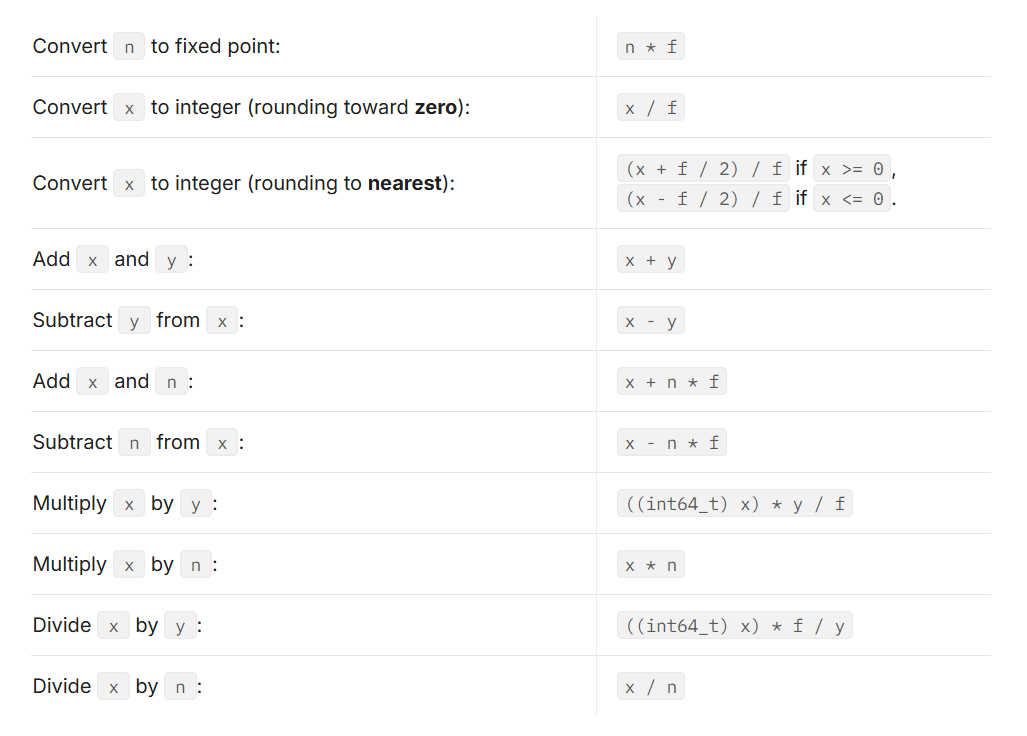 Convert n to fixed point: n * f
Convert x to integer (rounding toward zero): x / f
Convert x to integer (rounding to nearest): (x + f / 2) / f if x >= 0,
(x - f / 2) / f if x <= 0.
Add x and y: x + y
Subtract y from x: x - y
Add x and n: x + n * f
Subtract n from x: x - n * f
Multiply x by y: ((int64_t) x) * y / f
Multiply x by n: x * n
Divide x by y: ((int64_t) x) * f / y
Divide x by n: x / n